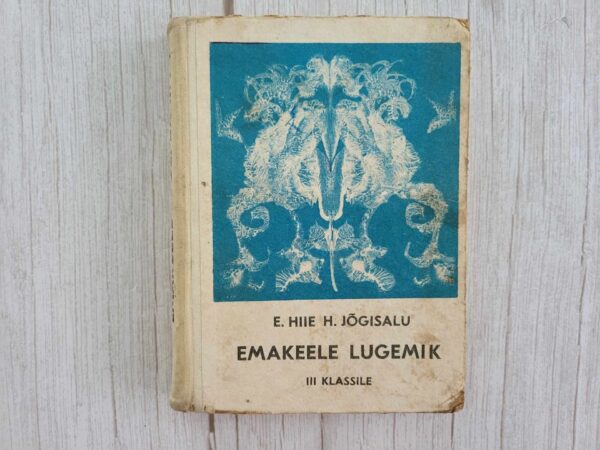 E. HIIE H. JÕGISALU
EMAKEELE LUGEMIK
III KLASSILE